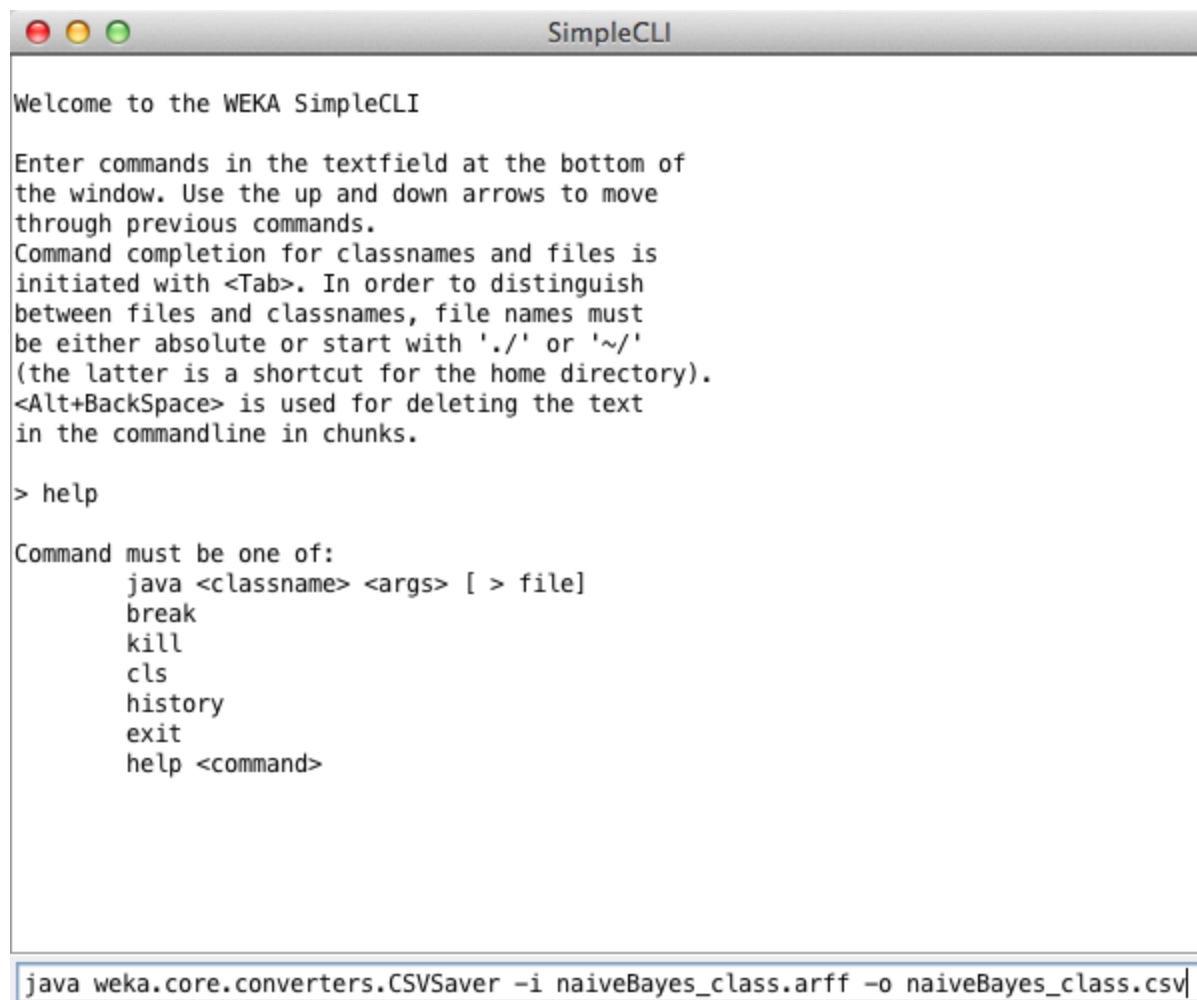 SimpleCLI
Welcome to the WEKA SimpleCLI
Enter commands in the textfield at the bottom of
the window. Use the up and down arrows to move
through previous commands.
Command completion for classnames and files is
initiated with <Tab>. In order to distinguish
between files and classnames, file names must
be either absolute or start with './' or '~/'
(the latter is a shortcut for the home directory).
<Alt+BackSpace> is used for deleting the text
in the commandline in chunks.
> help
Command must be one of:
java <classname> <args> [ > file]
break
kill
cls
history
exit
help <command>
java weka.core.converters.CSVSaver -i naiveBayes_class.arff -o naiveBayes_class.csv